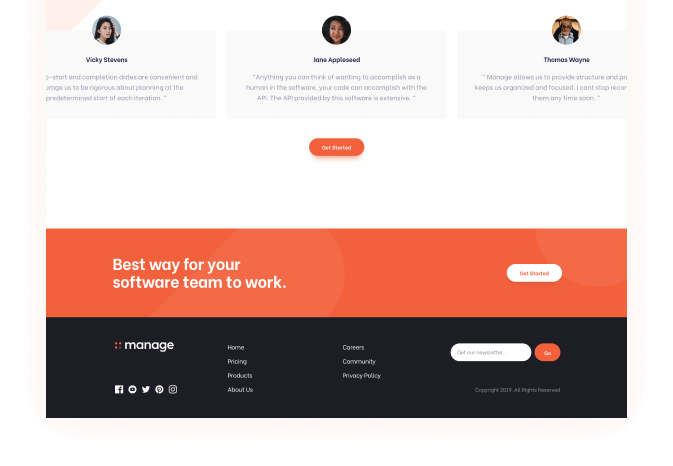 Vicky Stevens
-start and completion dates are convenient and
urage us to be rigorous about planning at the
predetermined start of each iteration. ”
Jane Appleseed
“Anything you can think of wanting to accomplish as a
human in the software, your code can accomplish with the
API. The API provided by this software is extensive. ”
Thomas Wayne
“ Manage allows us to provide structure and pr
keeps us organized and focused. I cant stop recor
them any time soon. ”
Get Started
Best way for your
software team to work.
Get Started
manage
Home
Pricing
Products
About Us
Careers
Community
Privacy Policy
Get our newsletter...
Go
Copyright 2019. All Rights Reserved